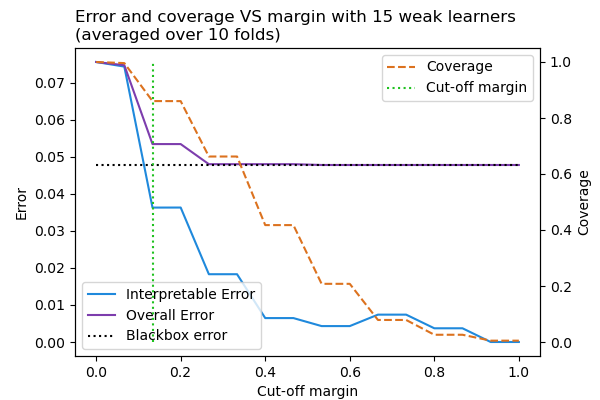 Error and coverage VS margin with 15 weak learners
(averaged over 10 folds)
Coverage
Cut-off margin
Interpretable Error
Overall Error
Blackbox error
Error
0.07
0.06
0.05
0.04
0.03
0.02
0.01
0.00
Coverage
1.0
0.8
0.6
0.4
0.2
0.0
0.0 0.2 0.4 0.6 0.8 1.0
Cut-off margin